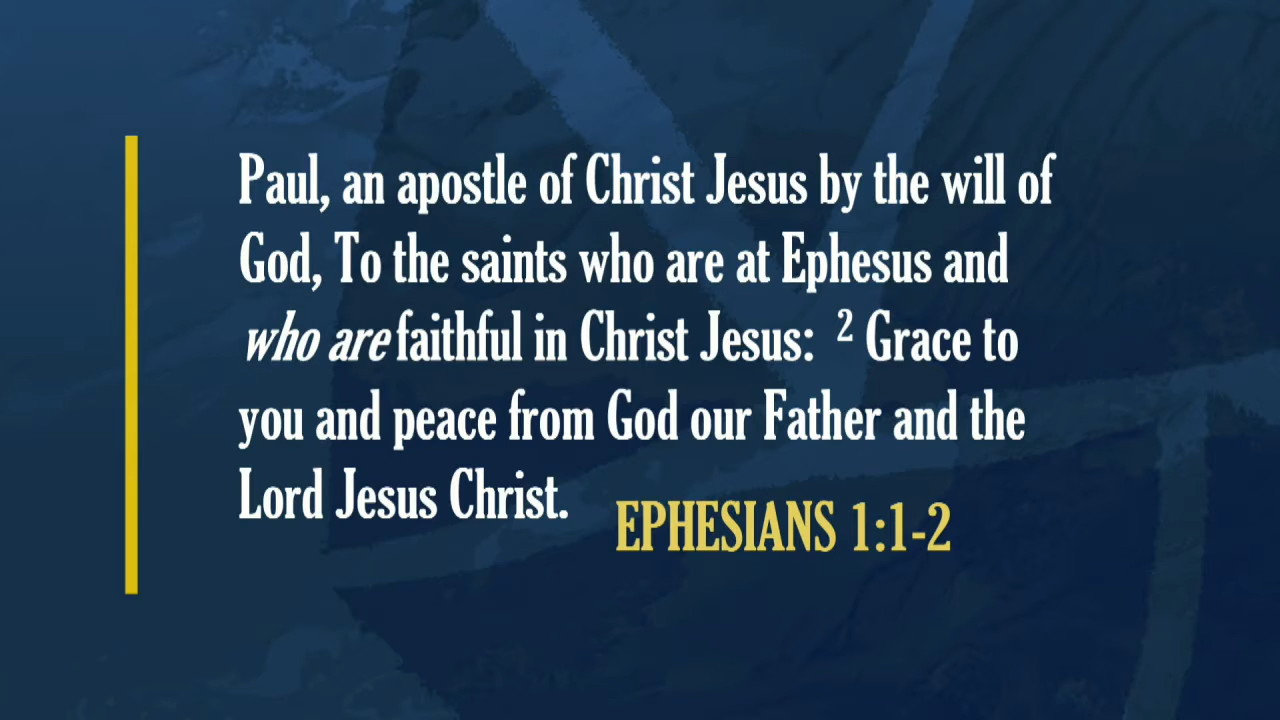 Paul, an apostle of Christ Jesus by the will of
God, To the saints who are at Ephesus and
who are faithful in Christ Jesus: 2 Grace to
you and peace from God our Father and the
Lord Jesus Christ.
EPHESIANS 1:1-2